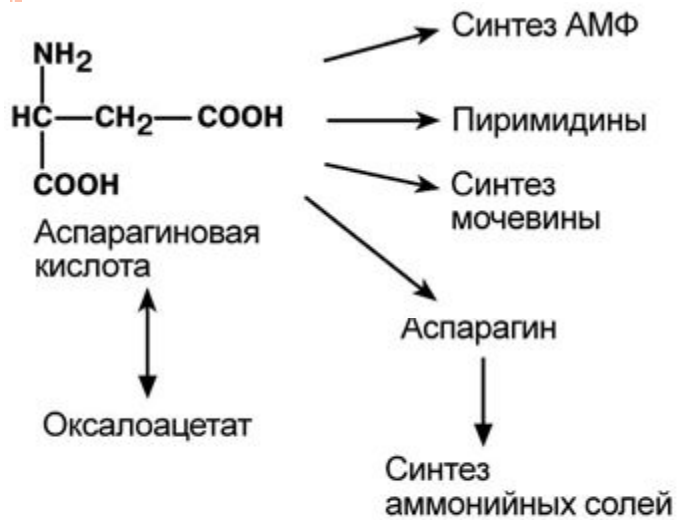 Синтез АМФ
NH2
HC—CH2—COOH
COOH
Пиримидины
Синтез
мочевины
Аспарагиновая
кислота
Аспарагин
Оксалоацетат
Синтез
аммонийных солей